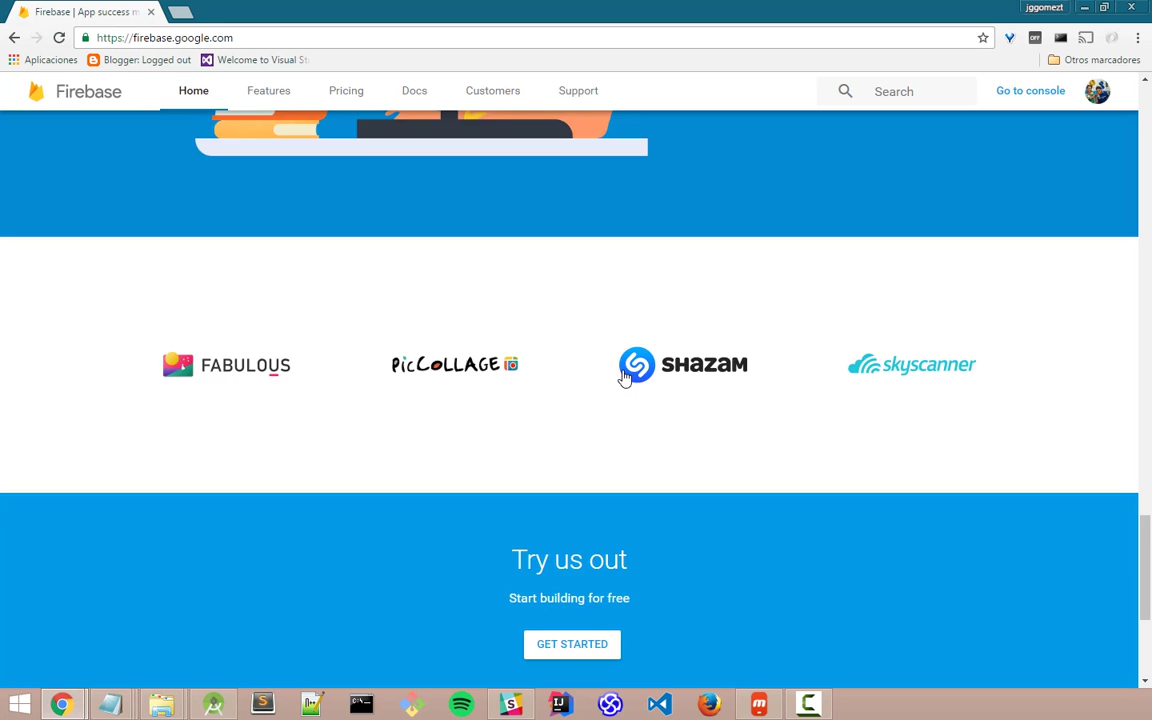 Firebase | App success m
jggomezt
https://firebase.google.com
OFF
Aplicaciones
Blogger: Logged out
Welcome to Visual St
Otros marcadores
Firebase
Home
Features
Pricing
Docs
Customers
Support
Search
Go to console
FABULOUS
PicCOLLAGE
SHAZAM
skyscanner
Try us out
Start building for free
GET STARTED